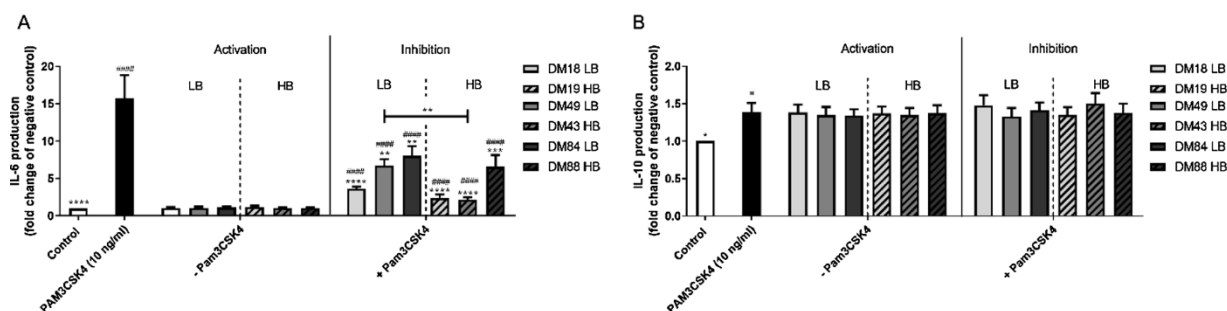 A
IL-6 production
(fold change of negative control)
20
15
10
5
0
Activation
Inhibition
LB
HB
LB
HB
****
####
####
****
####
**
####
**
**
####
****
####
****
####
***
Control
PAM3CSK4 (10 ng/ml)
- Pam3CSK4
+ Pam3CSK4
DM18 LB
DM19 HB
DM49 LB
DM43 HB
DM84 LB
DM88 HB
B
IL-10 production
(fold change of negative control)
2.0
1.5
1.0
0.5
0.0
Activation
Inhibition
LB
HB
LB
HB
*
#
Control
PAM3CSK4 (10 ng/ml)
- Pam3CSK4
+ Pam3CSK4
DM18 LB
DM19 HB
DM49 LB
DM43 HB
DM84 LB
DM88 HB